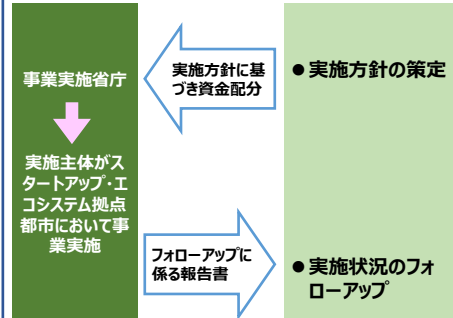 事業実施省庁
実施主体がス
タートアップ・エ
コシステム拠点
都市において事
業実施
実施方針に基
づき資金配分
フォローアップに
係る報告書
●実施方針の策定
●実施状況のフォ
ローアップ